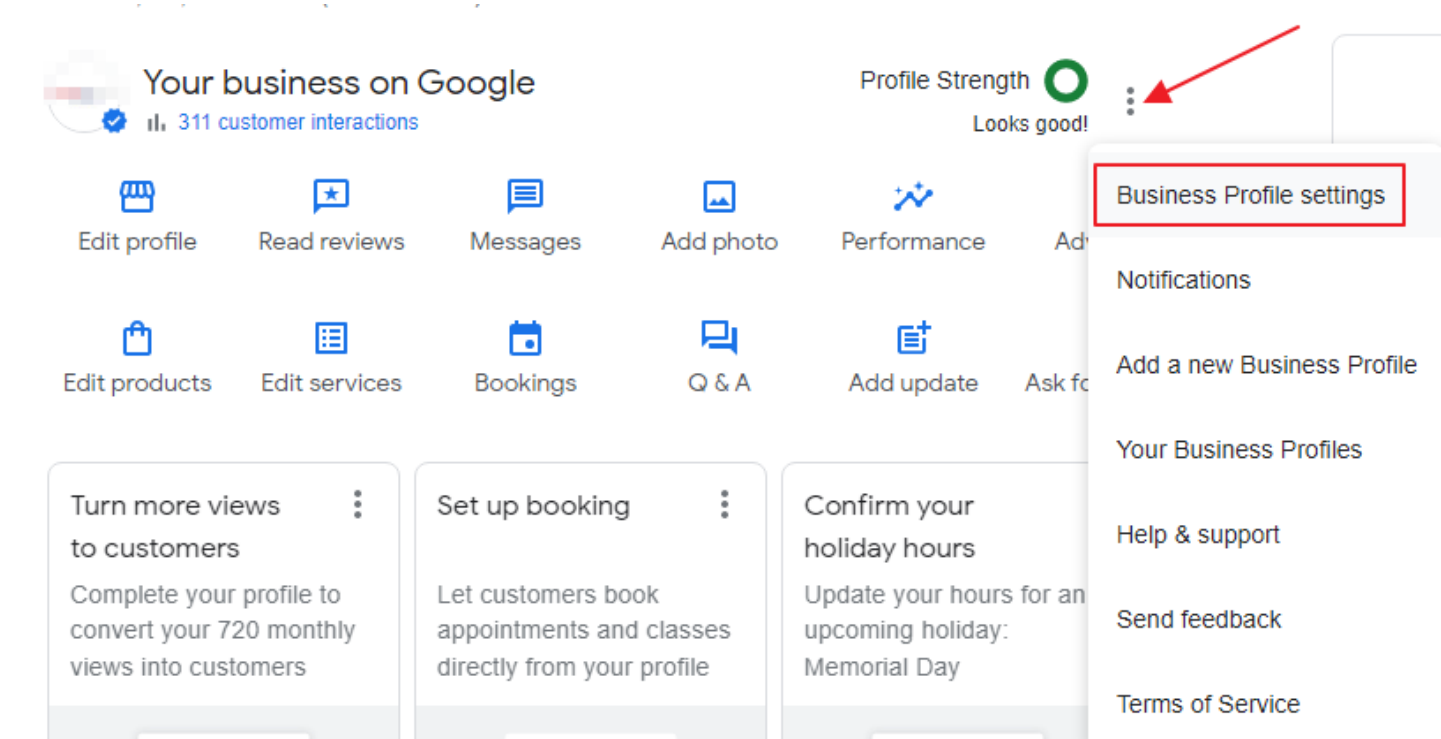 Your business on Google
311 customer interactions
Profile Strength
Looks good!
Edit profile
Read reviews
Messages
Add photo
Performance
Edit products
Edit services
Bookings
Q & A
Add update
Ask
Business Profile settings
Notifications
Add a new Business Profile
Your Business Profiles
Help & support
Send feedback
Terms of Service
Turn more views
to customers
Complete your profile to
convert your 720 monthly
views into customers
Set up booking
Let customers book
appointments and classes
directly from your profile
Confirm your
holiday hours
Update your hours for an
upcoming holiday:
Memorial Day